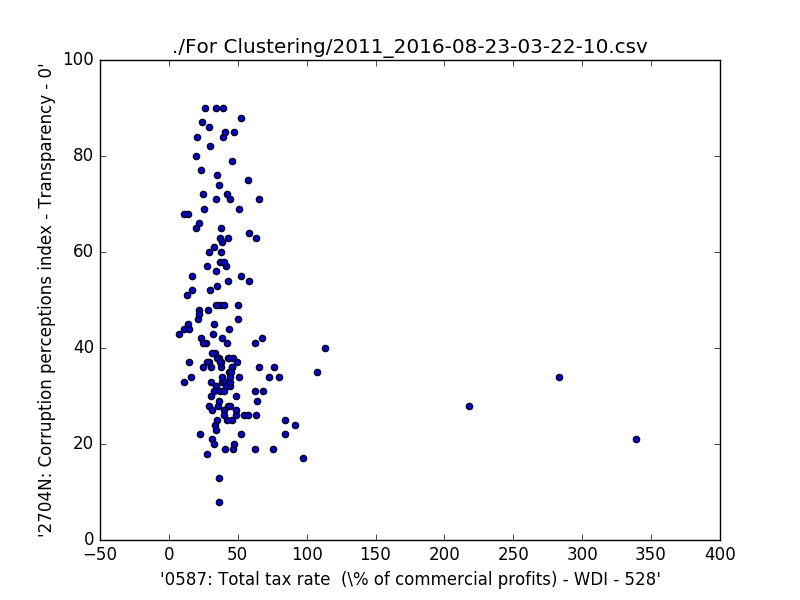 ./For Clustering/2011_2016-08-23-03-22-10.csv
100
80
60
40
20
0
'2704N: Corruption perceptions index - Transparency - 0'
−50 0 50 100 150 200 250 300 350 400
'0587: Total tax rate  (\% of commercial profits) - WDI - 528'